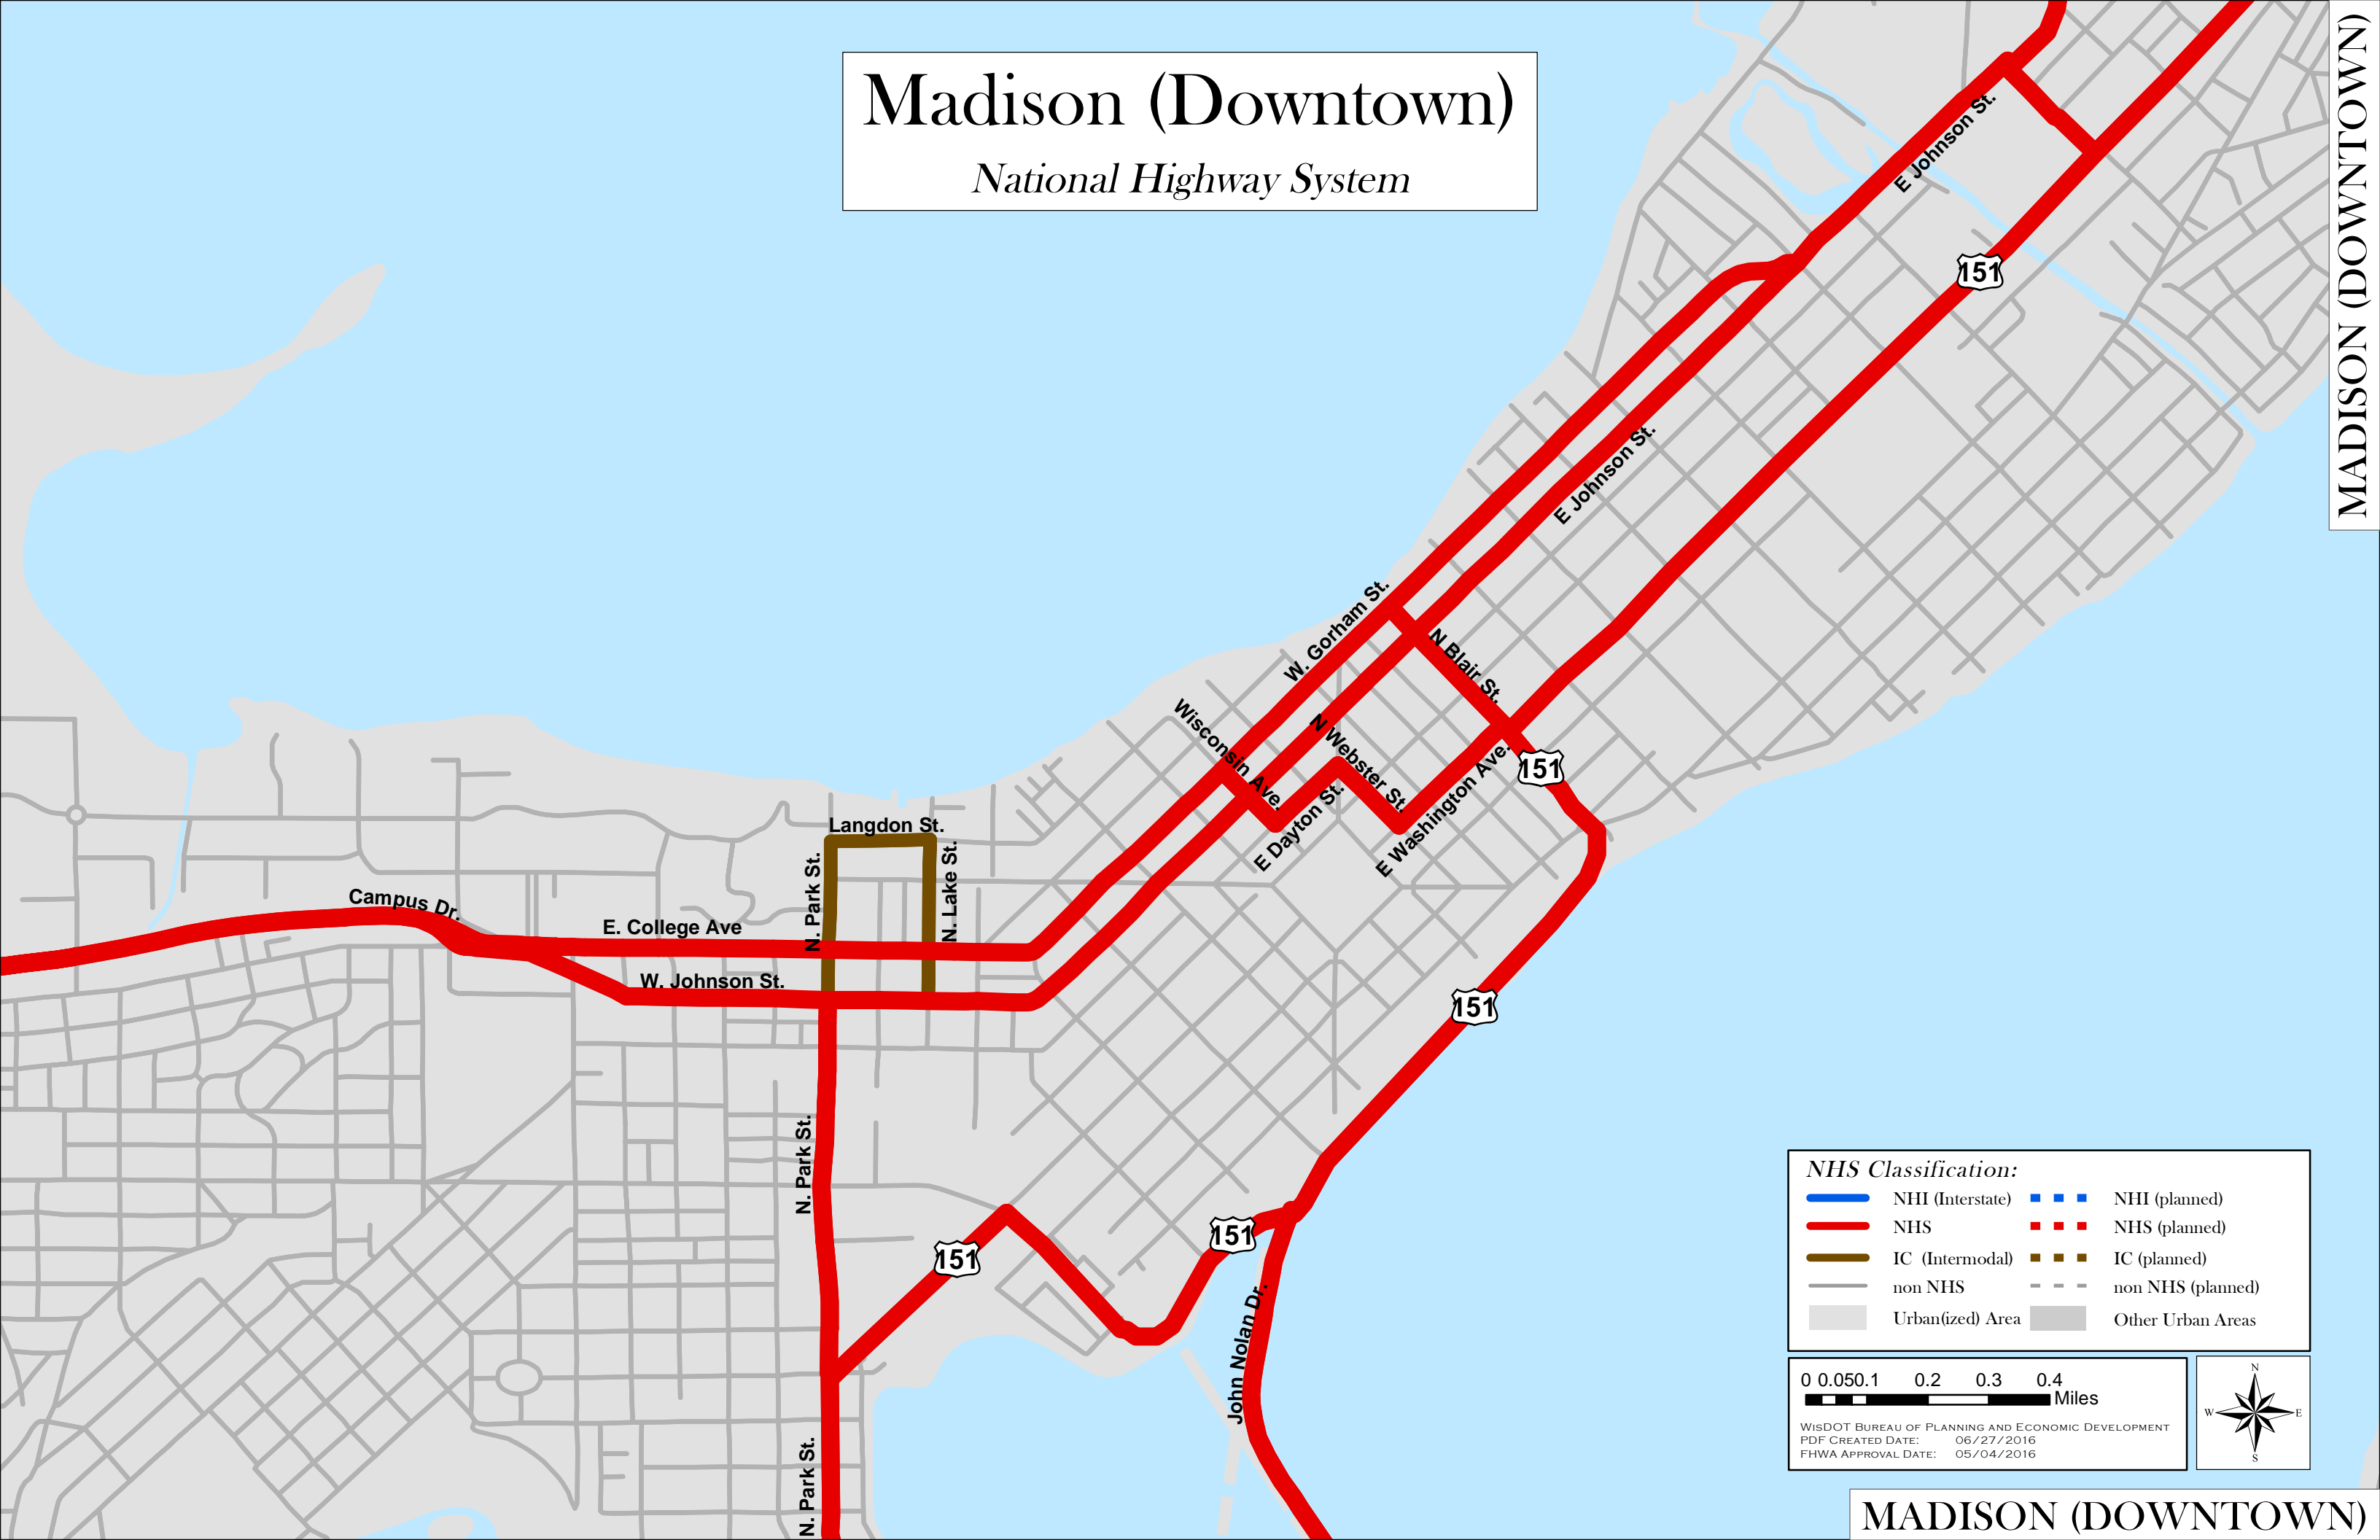 Madison (Downtown)
National Highway System
MADISON (DOWNTOWN)
E Johnson St.
151
E Johnson St.
W. Gorham St.
N Blair St.
Wisconsin Ave.
N Webster St.
E Dayton St.
E Washington Ave.
151
Langdon St.
N. Park St.
N. Lake St.
Campus Dr.
E. College Ave
W. Johnson St.
151
N. Park St.
151
151
John Nolan Dr.
N. Park St.
NHS Classification:
NHI (Interstate) NHI (planned)
NHS NHS (planned)
IC (Intermodal) IC (planned)
non NHS non NHS (planned)
Urban(ized) Area Other Urban Areas
0 0.05 0.1 0.2 0.3 0.4
Miles
WisDOT Bureau of Planning and Economic Development
PDF Created Date: 06/27/2016
FHWA Approval Date: 05/04/2016
N
W E
S
MADISON (DOWNTOWN)